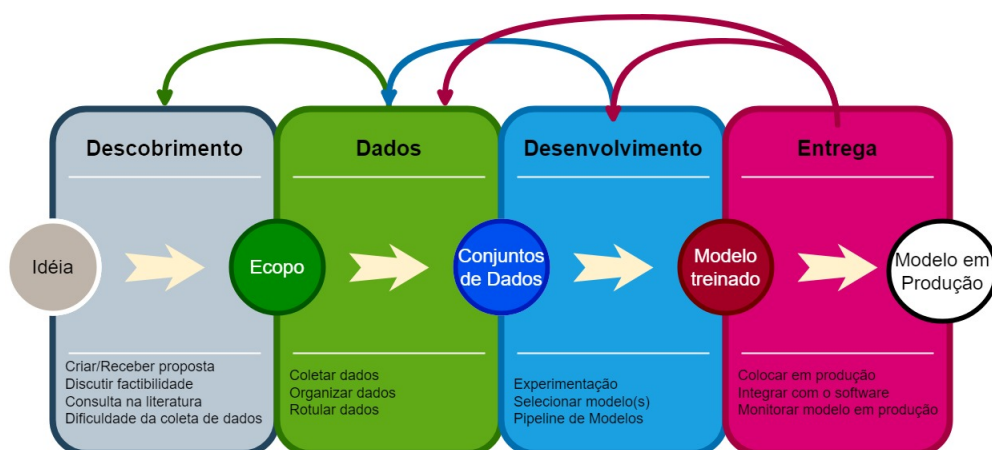 Descobrimento
Dados
Desenvolvimento
Entrega
Idéia
Ecopo
Conjuntos
de Dados
Modelo
treinado
Modelo em
Produção
Criar/Receber proposta
Discutir factibilidade
Consulta na literatura
Dificuldade da coleta de dados
Coletar dados
Organizar dados
Rotular dados
Experimentação
Selecionar modelo(s)
Pipeline de Modelos
Colocar em produção
Integrar com o software
Monitorar modelo em produção